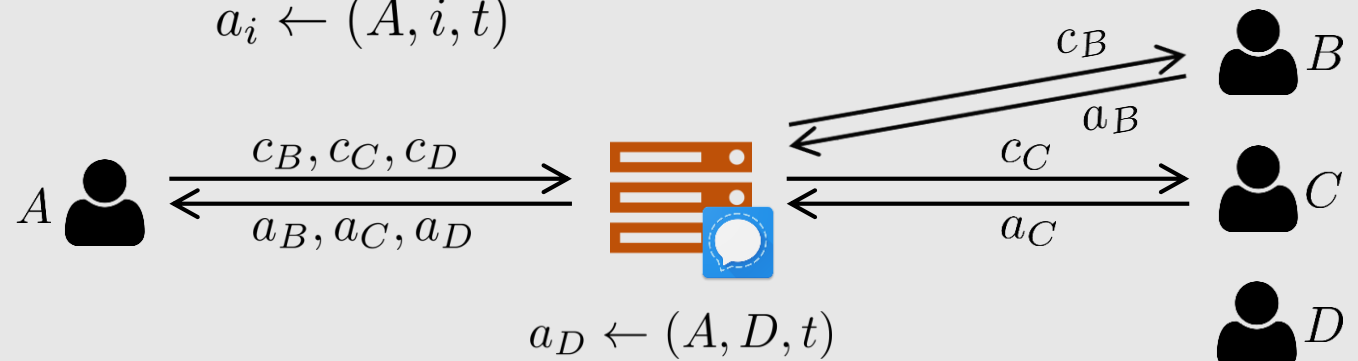 a_i ← (A, i, t)
c_B
B
a_B
c_B, c_C, c_D
c_C
A
C
a_B, a_C, a_D
a_C
a_D ← (A, D, t)
D